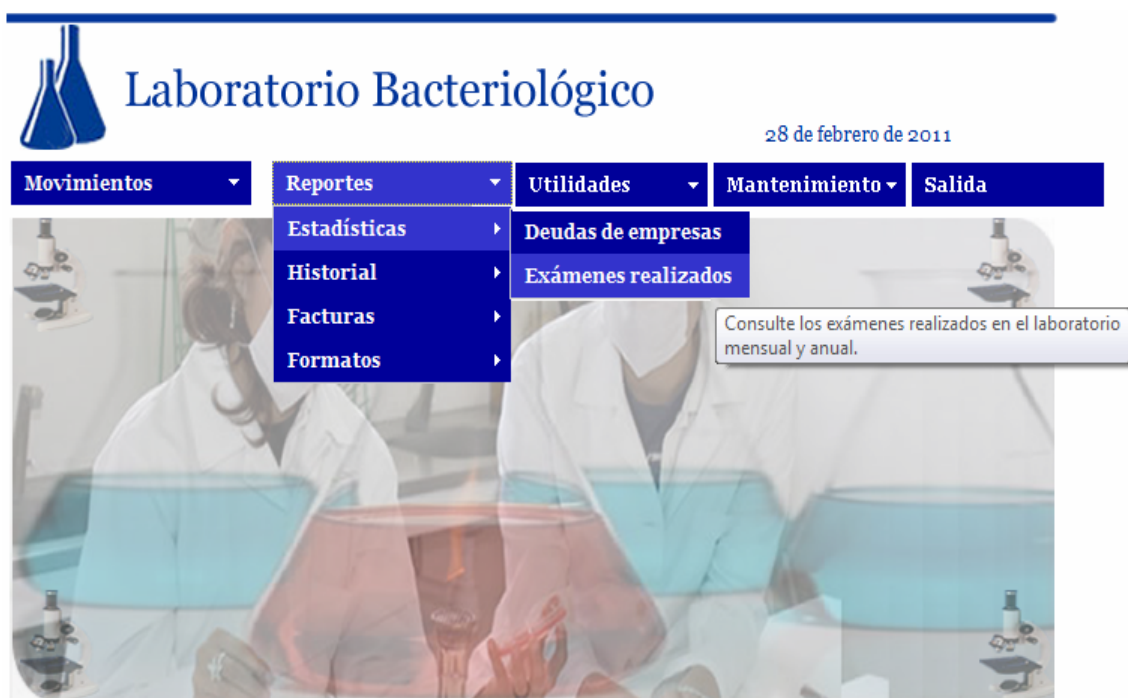 Laboratorio Bacteriológico
28 de febrero de 2011
Movimientos
Reportes
Utilidades
Mantenimiento
Salida
Estadísticas
Deudas de empresas
Historial
Exámenes realizados
Facturas
Consulte los exámenes realizados en el laboratorio
mensual y anual.
Formatos